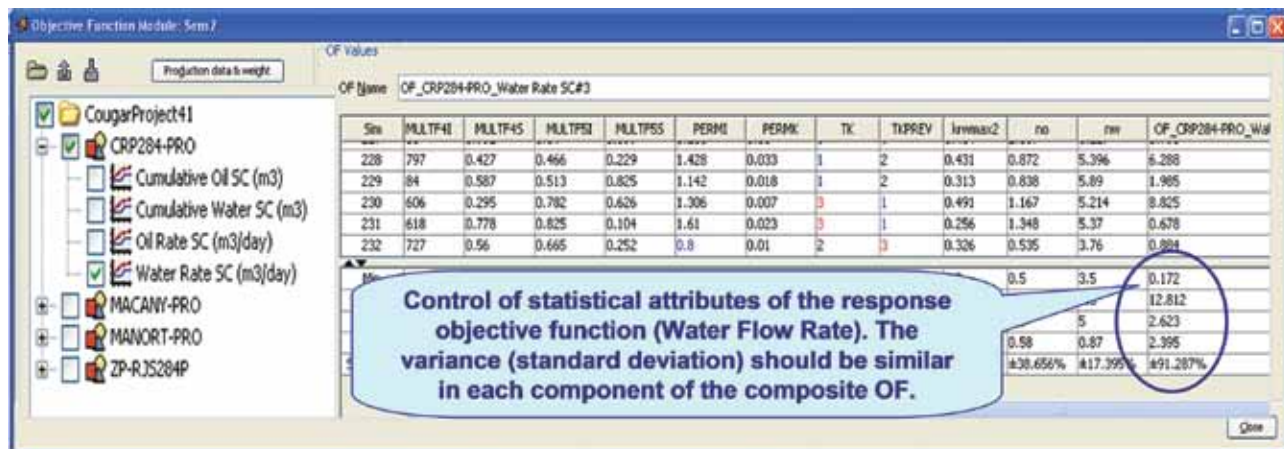 Objective Function Module: Sens7
Production data & weight
CougarProject41
CRP284-PRO
Cumulative Oil SC (m3)
Cumulative Water SC (m3)
Oil Rate SC (m3/day)
Water Rate SC (m3/day)
MACANY-PRO
MANORT-PRO
ZP-RJS284P
OF Values
OF Name OF_CRP284-PRO_Water Rate SC#3
Sim MULTF4I MULTF4S MULTF5I MULTF5S PERMI PERMK TK TKPREV krwmax2 no nw OF_CRP284-PRO_Wat
228 797 0.427 0.466 0.229 1.428 0.033 1 2 0.431 0.872 5.396 6.288
229 84 0.587 0.513 0.825 1.142 0.018 1 2 0.313 0.838 5.89 1.985
230 606 0.295 0.782 0.626 1.306 0.007 3 1 0.491 1.167 5.214 8.825
231 618 0.778 0.825 0.104 1.61 0.023 3 1 0.256 1.348 5.37 0.678
232 727 0.56 0.665 0.252 0.8 0.01 2 3 0.326 0.535 3.76 0.884
0.5 3.5 0.172
12.812
5 2.623
0.58 0.87 2.395
±38.656% ±17.395% ±91.287%
Control of statistical attributes of the response
objective function (Water Flow Rate). The
variance (standard deviation) should be similar
in each component of the composite OF.
Close